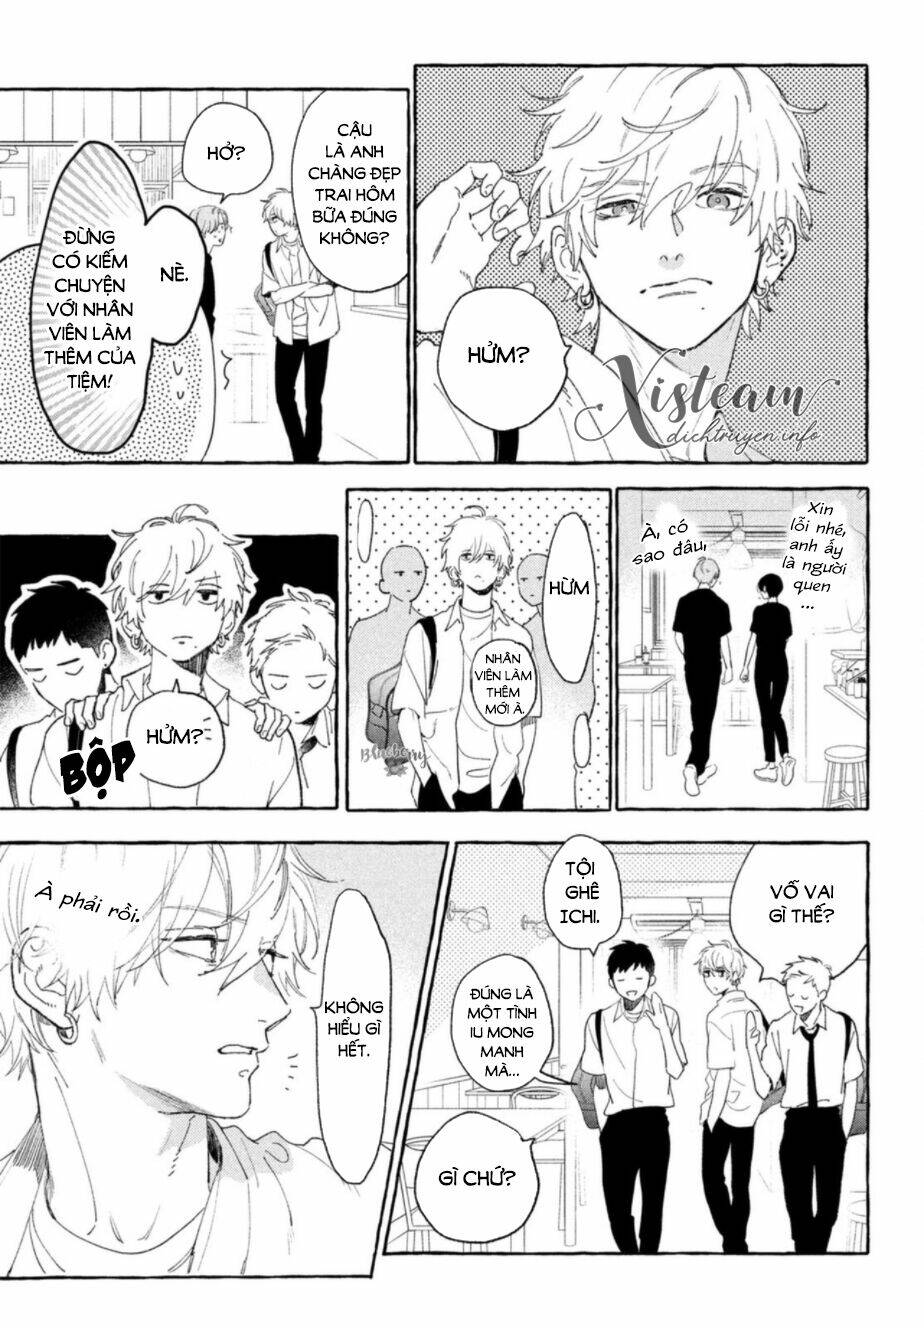 HỬM?
Xisteam
dichtruyen.info
CẬU
LÀ ANH
CHÀNG ĐẸP
TRAI HÔM
BỮA ĐÚNG
KHÔNG?
HỞ?
NÈ.
ĐỪNG
CÓ KIẾM
CHUYỆN
VỚI NHÂN
VIÊN LÀM
THÊM CỦA
TIỆM!
Xin
lỗi nhé,
anh ấy
là người
quen
...
À, có
sao đâu,
HỪM
NHÂN
VIÊN LÀM
THÊM
MỚI À.
Blueberry
HỬM?
BỘP
VỖ VAI
GÌ THẾ?
TỘI
GHÊ
ICHI.
ĐÚNG LÀ
MỘT TÌNH
IU MONG
MANH
MÀ...
GÌ CHỨ?
KHÔNG
HIỂU GÌ
HẾT.
À phải rồi.